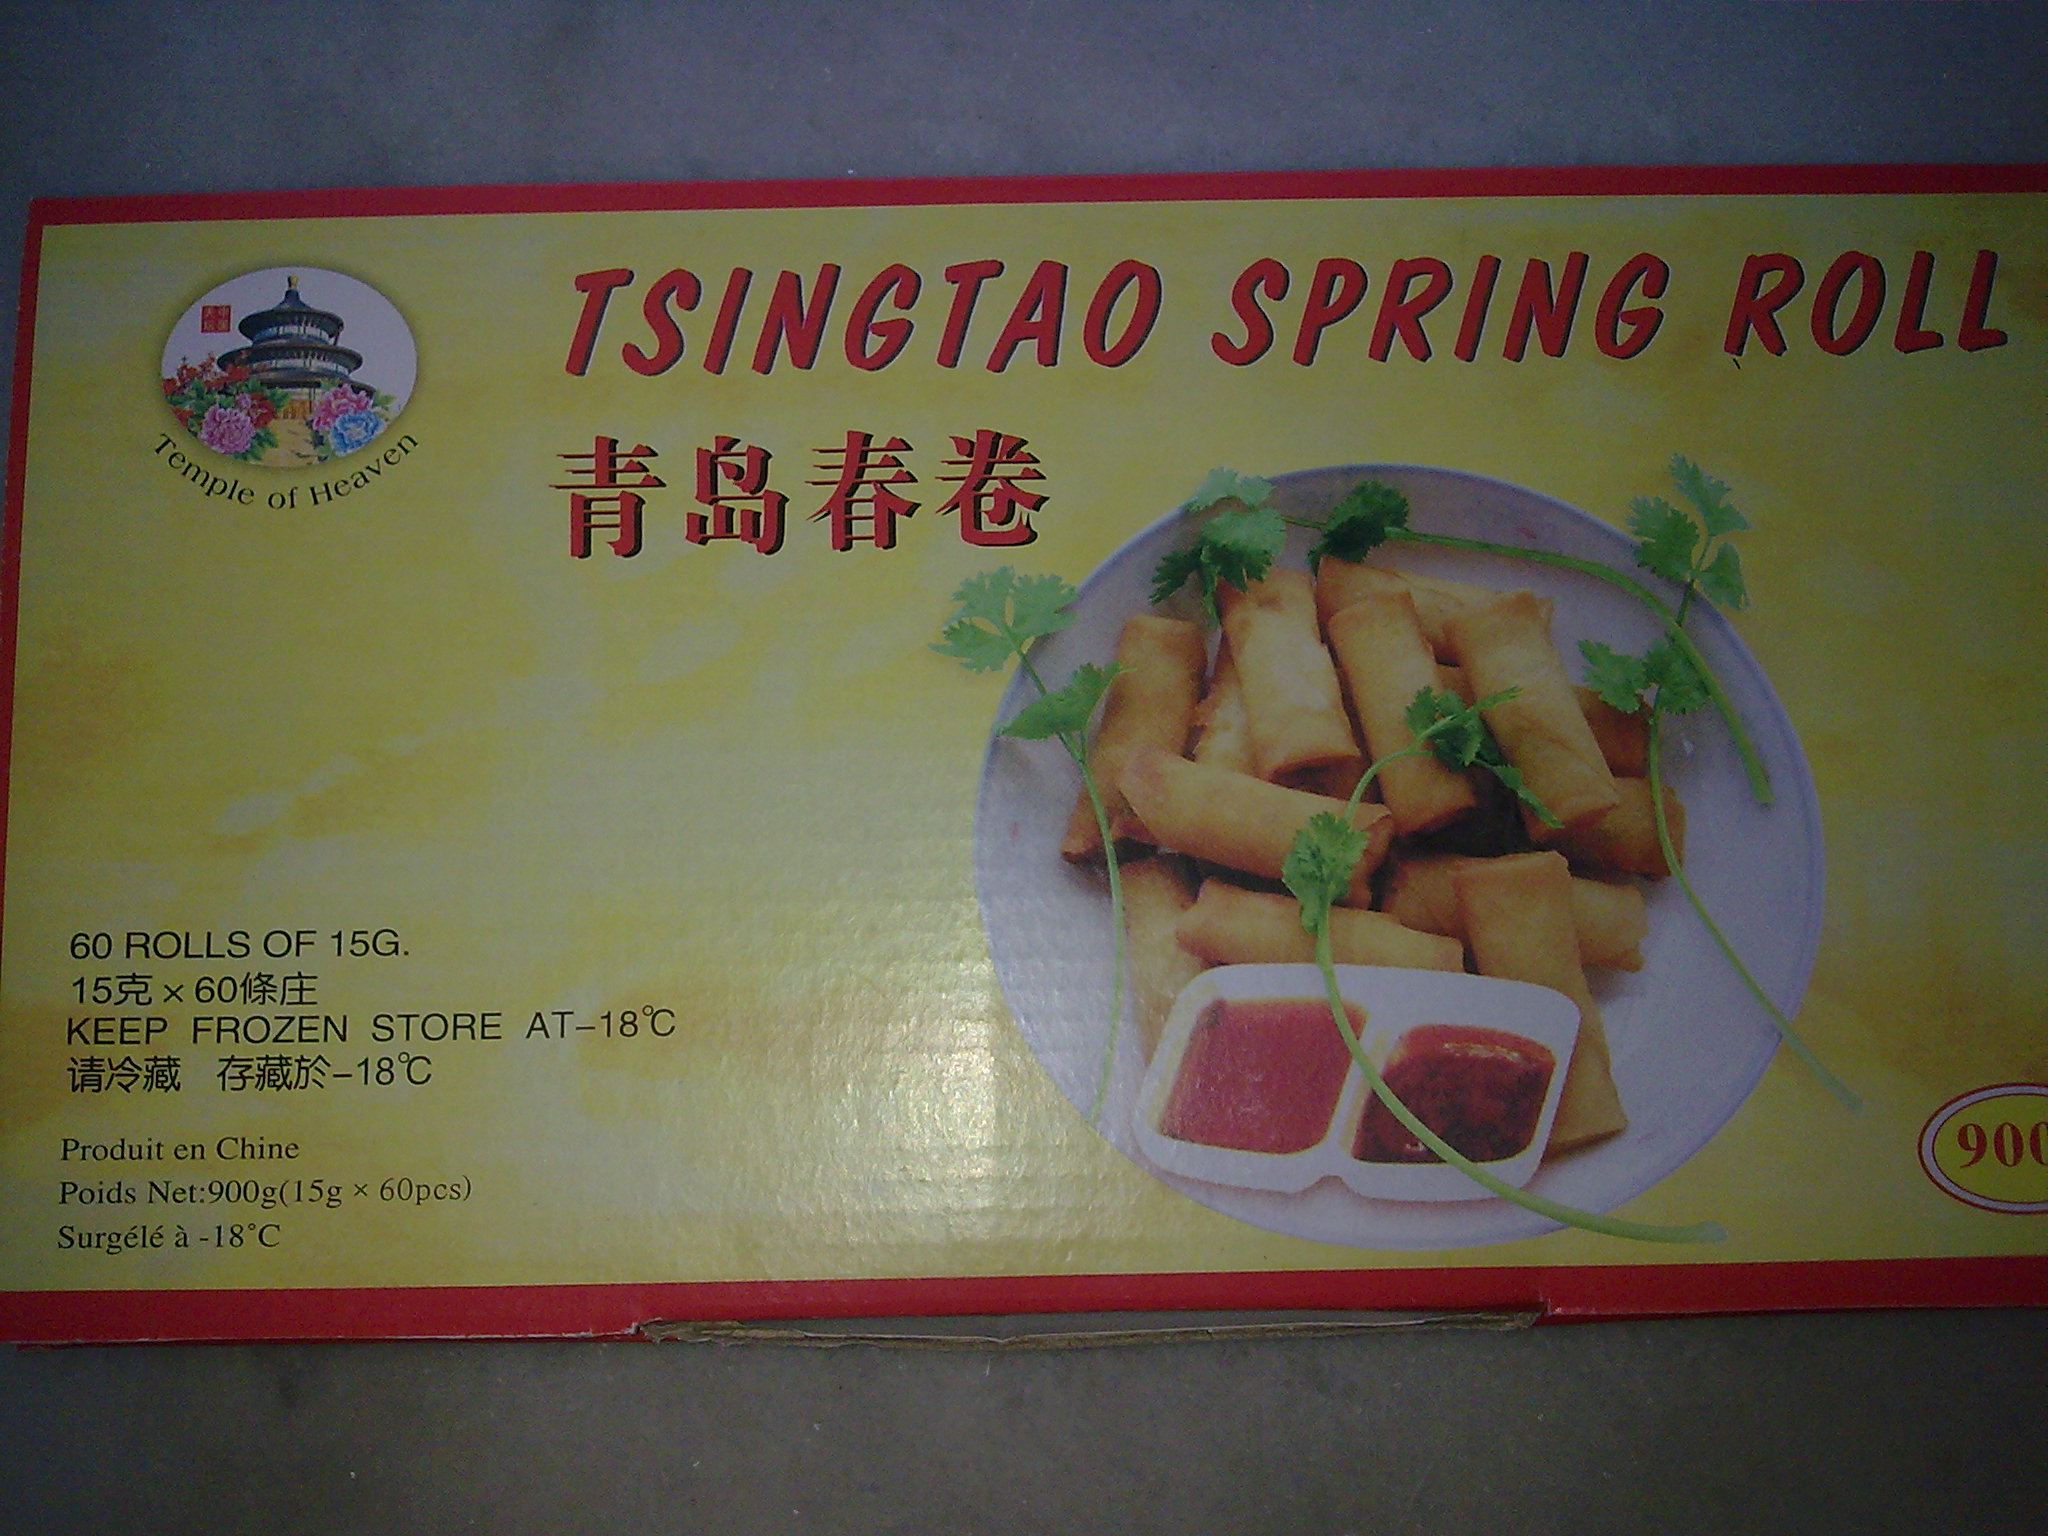 TSINGTAO SPRING ROLL
Temple of Heaven
青岛春卷
60 ROLLS OF 15G.
15克×60條庄
KEEP FROZEN STORE AT-18℃
请冷藏 存藏於-18℃
Produit en Chine
Poids Net:900g(15g × 60pcs)
Surgélé à -18°C
900